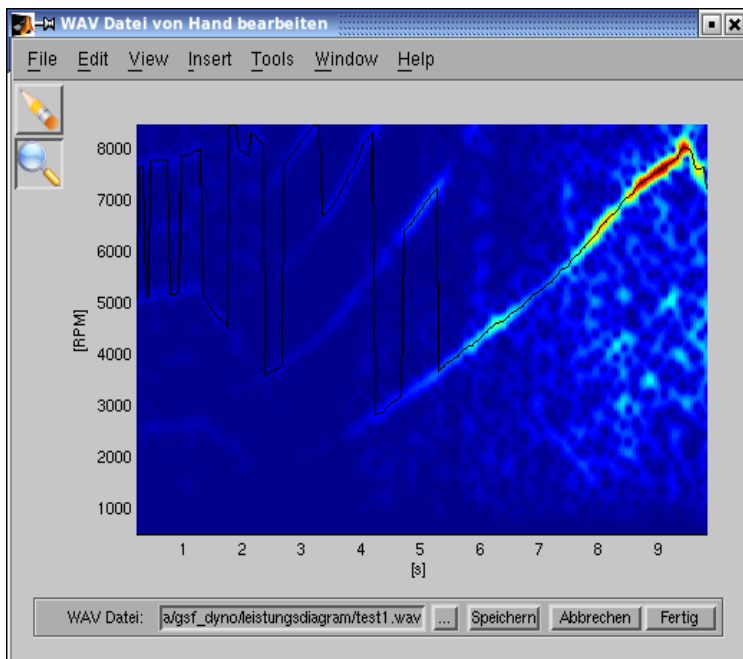 WAV Datei von Hand bearbeiten
File Edit View Insert Tools Window Help
8000
7000
6000
5000
4000
3000
2000
1000
[RPM]
1 2 3 4 5 6 7 8 9
[s]
WAV Datei: a/gsf_dyno/leistungsdiagram/test1.wav ... Speichern Abbrechen Fertig